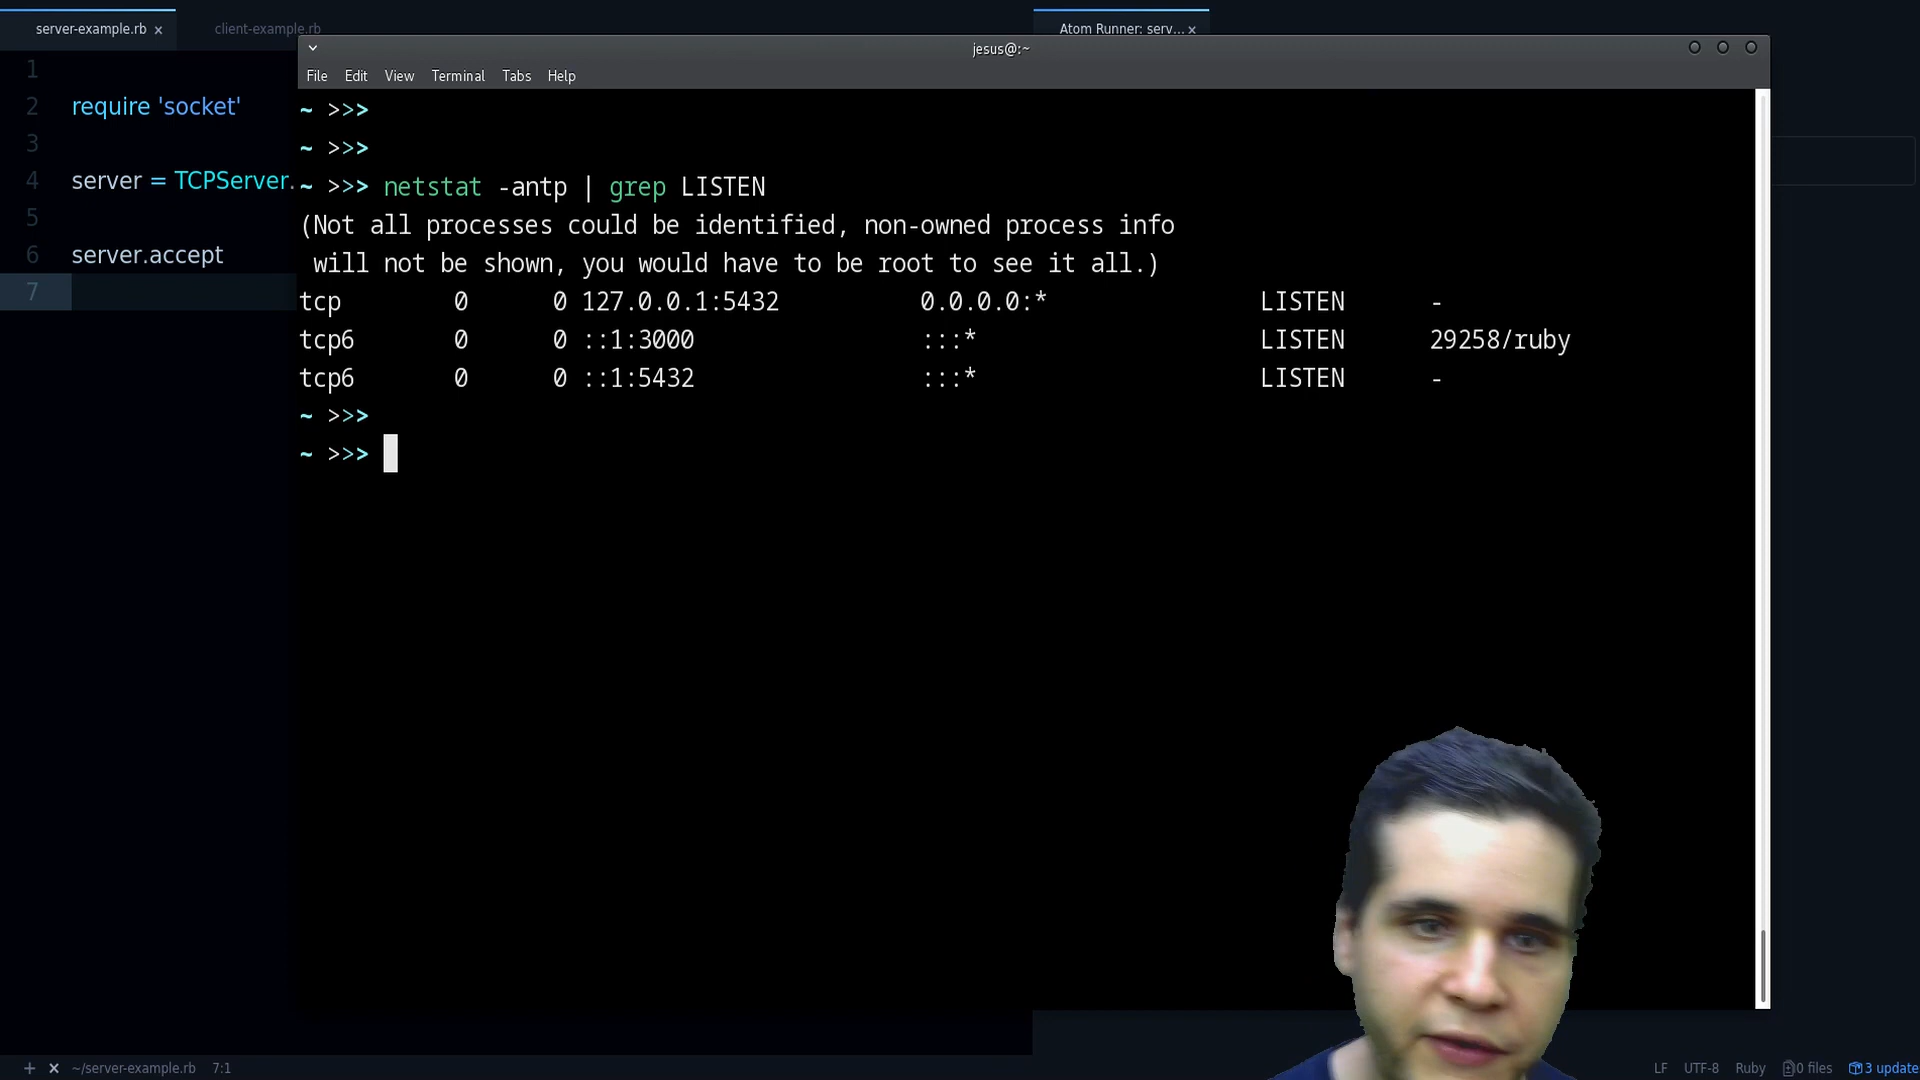 server-example.rb ×
client-example.rb
Atom Runner: serv... ×
jesus@:~
File Edit View Terminal Tabs Help
1
2 require 'socket'
3
4 server = TCPServer.
5
6 server.accept
7
~ >>>
~ >>>
~ >>> netstat -antp | grep LISTEN
(Not all processes could be identified, non-owned process info
will not be shown, you would have to be root to see it all.)
tcp 0 0 127.0.0.1:5432 0.0.0.0:* LISTEN -
tcp6 0 0 ::1:3000 :::* LISTEN 29258/ruby
tcp6 0 0 ::1:5432 :::* LISTEN -
~ >>>
~ >>>
+ × ~/server-example.rb 7:1
LF UTF-8 Ruby 0 files 3 update